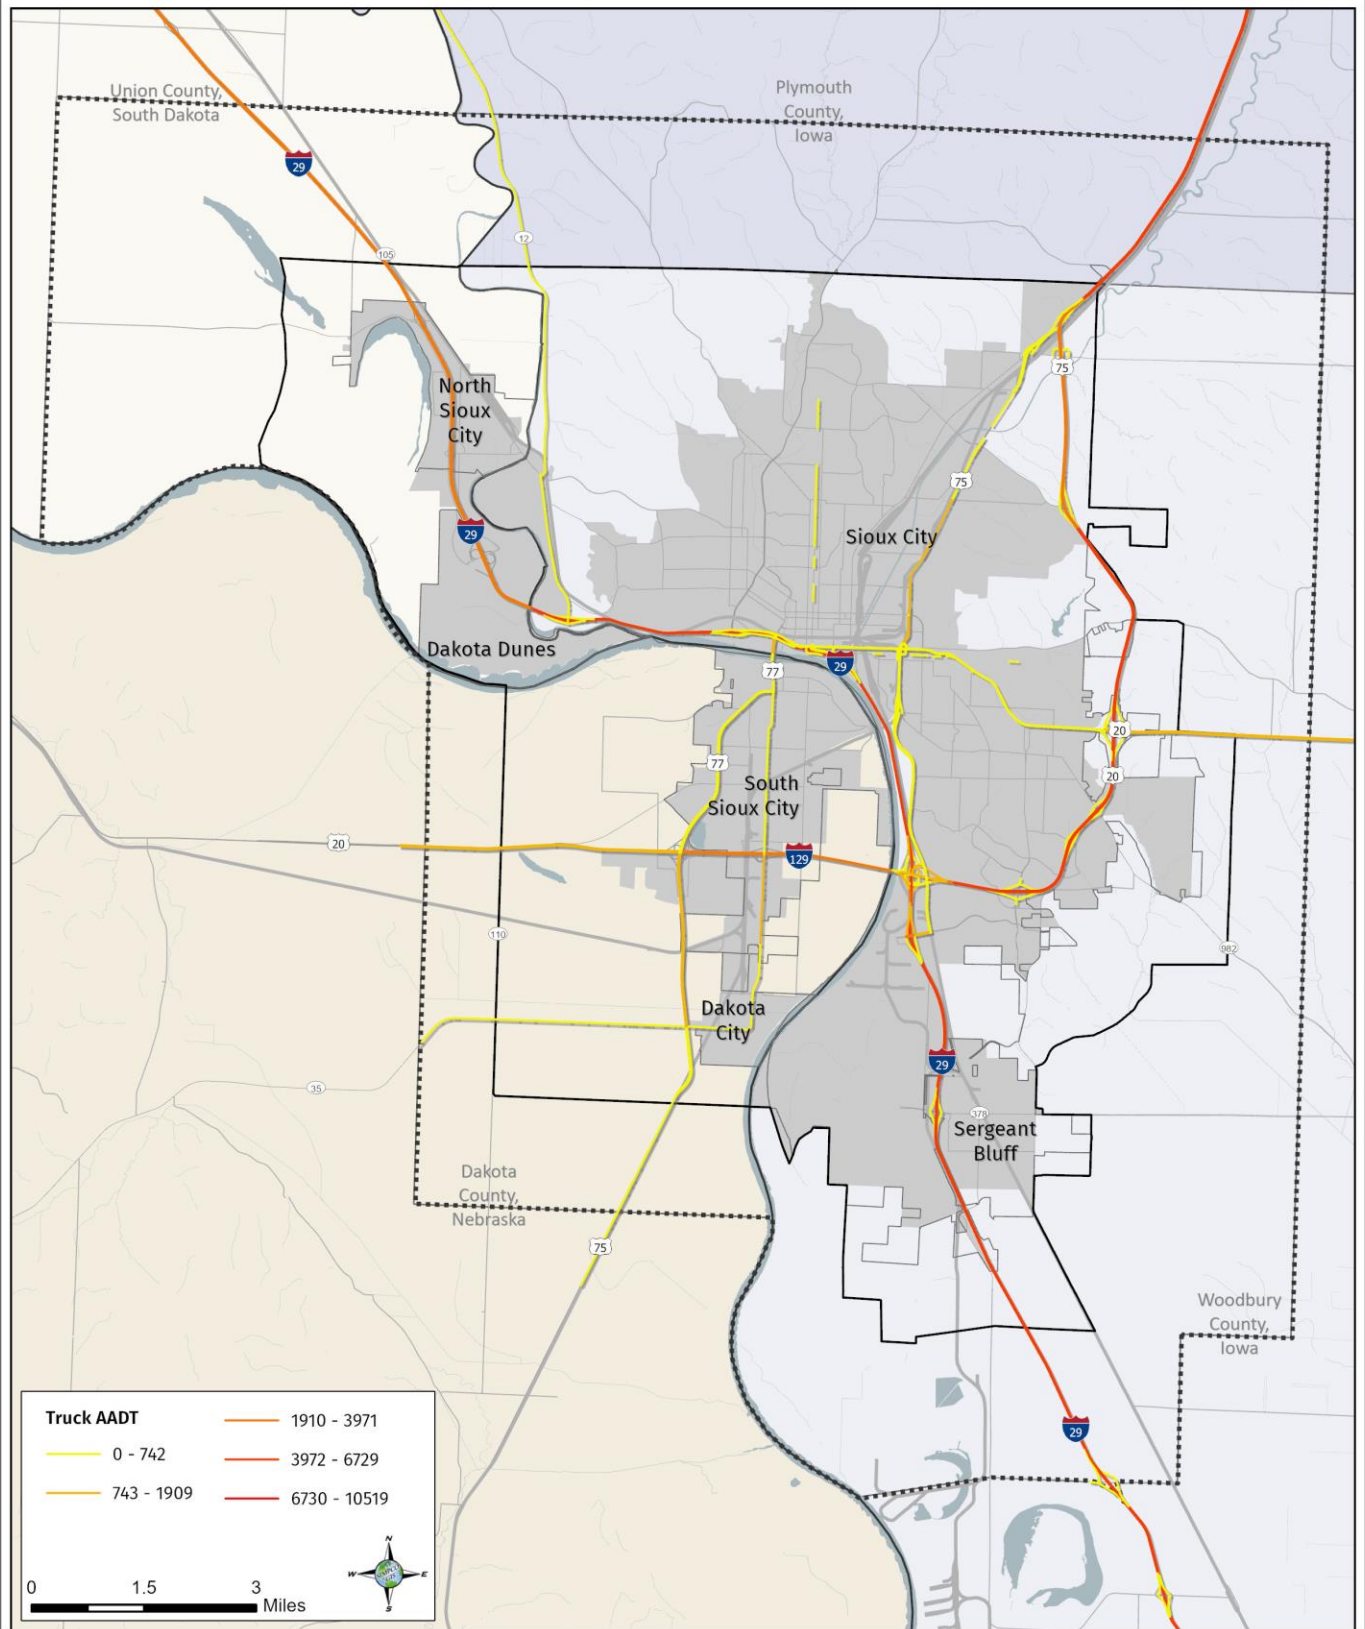 Union County,
South Dakota
Plymouth
County,
Iowa
29
12
105
75
North
Sioux
City
75
29
Sioux City
Dakota Dunes
29
77
20
77
20
South
Sioux City
20
129
110
982
Dakota
City
29
35
378
Sergeant
Bluff
Dakota
County,
Nebraska
75
Woodbury
County,
Iowa
29
Truck AADT
0 - 742
743 - 1909
1910 - 3971
3972 - 6729
6730 - 10519
N
W
E
S
0
1.5
3
Miles